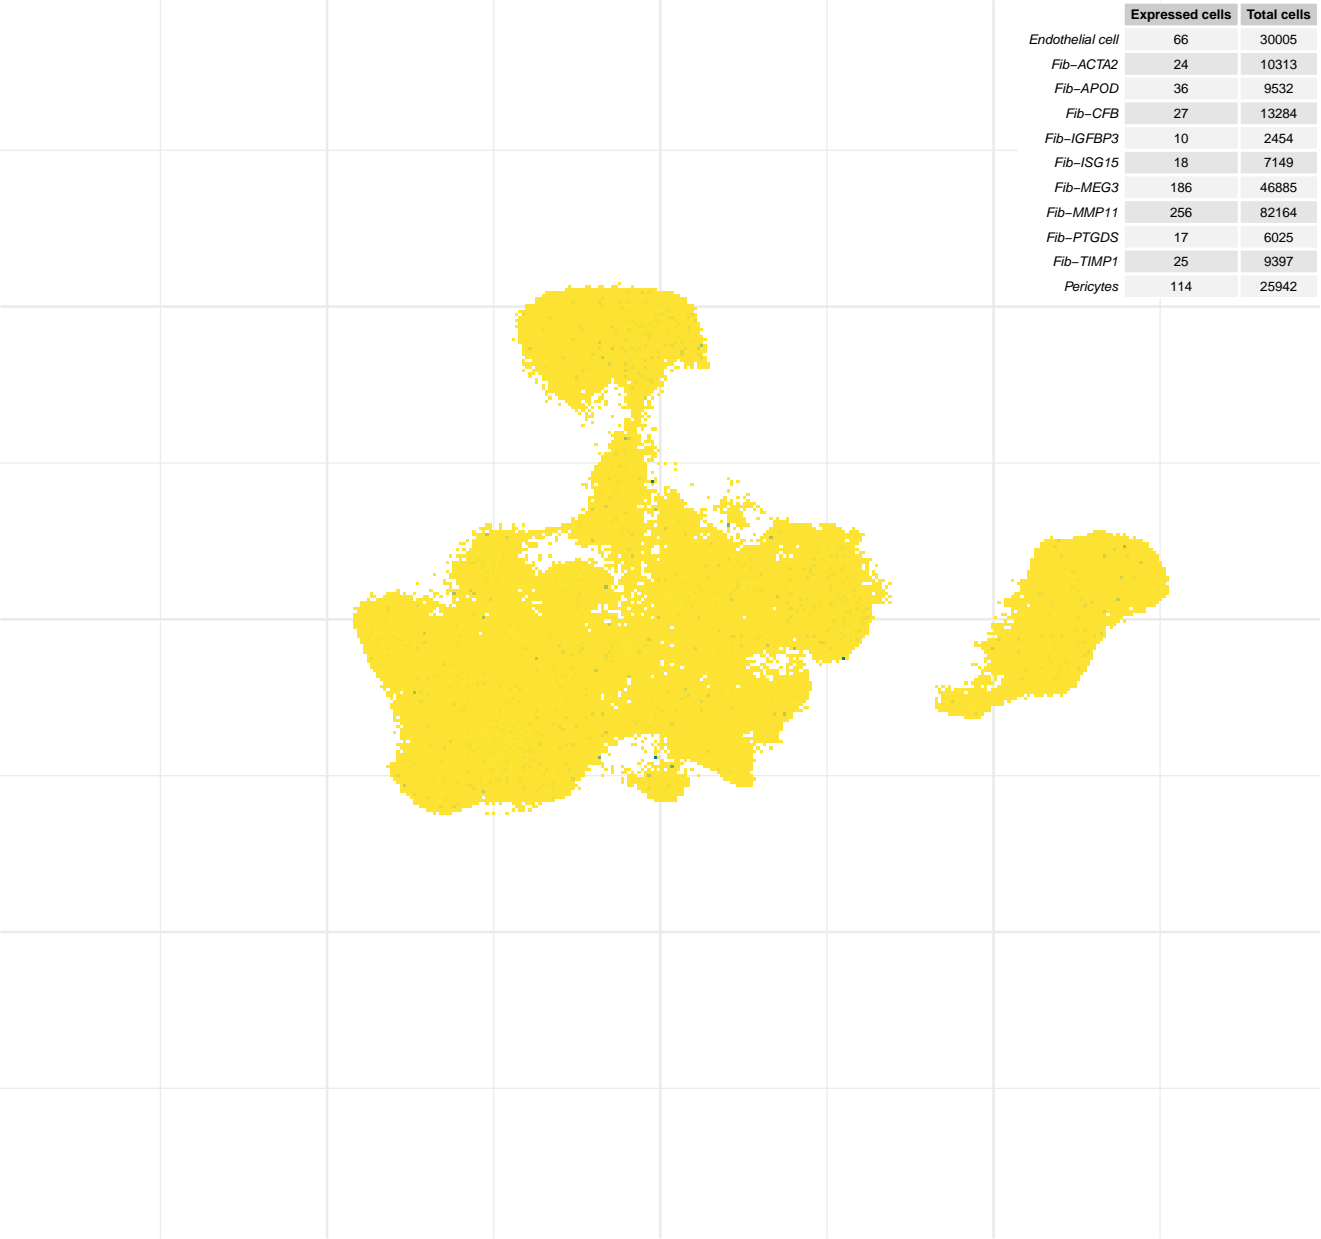 Expressed cells Total cells
Endothelial cell 66 30005
Fib−ACTA2 24 10313
Fib−APOD 36 9532
Fib−CFB 27 13284
Fib−IGFBP3 10 2454
Fib−ISG15 18 7149
Fib−MEG3 186 46885
Fib−MMP11 256 82164
Fib−PTGDS 17 6025
Fib−TIMP1 25 9397
Pericytes 114 25942